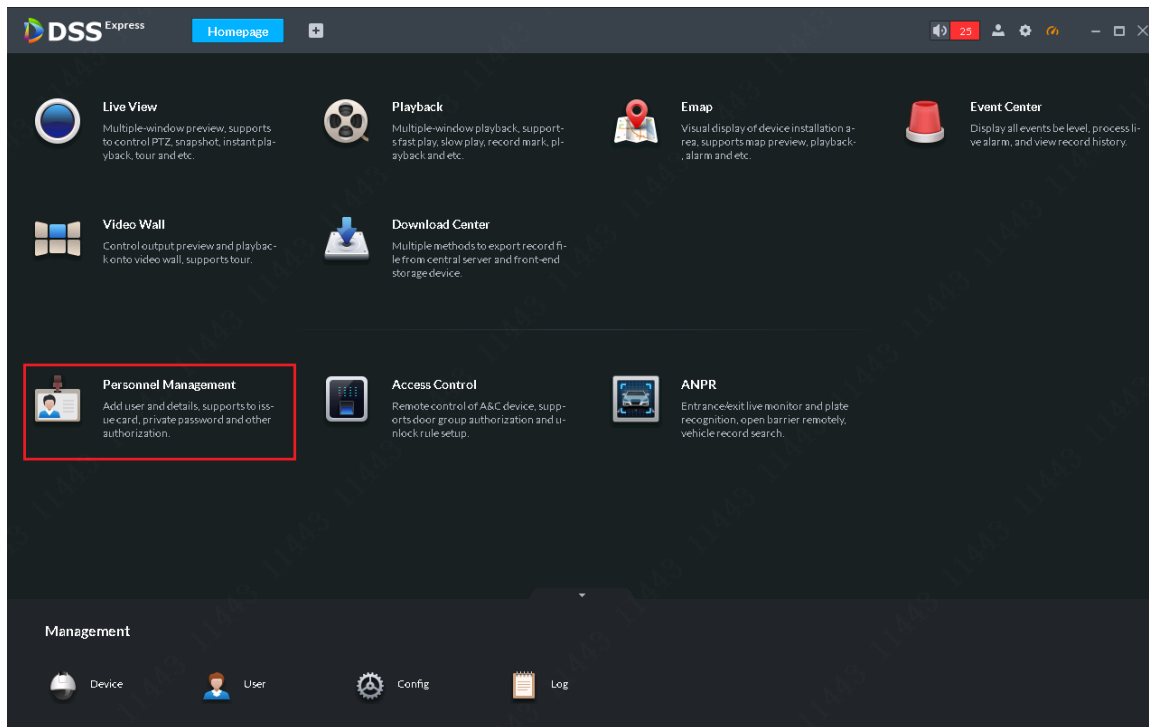 DSS Express
Homepage
25
Live View
Multiple-window preview, supports
to control PTZ, snapshot, instant pla-
yback, tour and etc.
Playback
Multiple-window playback, support-
s fast play, slow play, record mark, pl-
ayback and etc.
Emap
Visual display of device installation a-
rea, supports map preview, playback-
, alarm and etc.
Event Center
Display all events be level, process li-
ve alarm, and view record history.
Video Wall
Control output preview and playbac-
k onto video wall, supports tour.
Download Center
Multiple methods to export record fi-
le from central server and front-end
storage device.
Personnel Management
Add user and details, supports to iss-
ue card, private password and other
authorization.
Access Control
Remote control of A&C device, supp-
orts door group authorization and u-
nlock rule setup.
ANPR
Entrance/exit live monitor and plate
recognition, open barrier remotely,
vehicle record search.
Management
Device
User
Config
Log